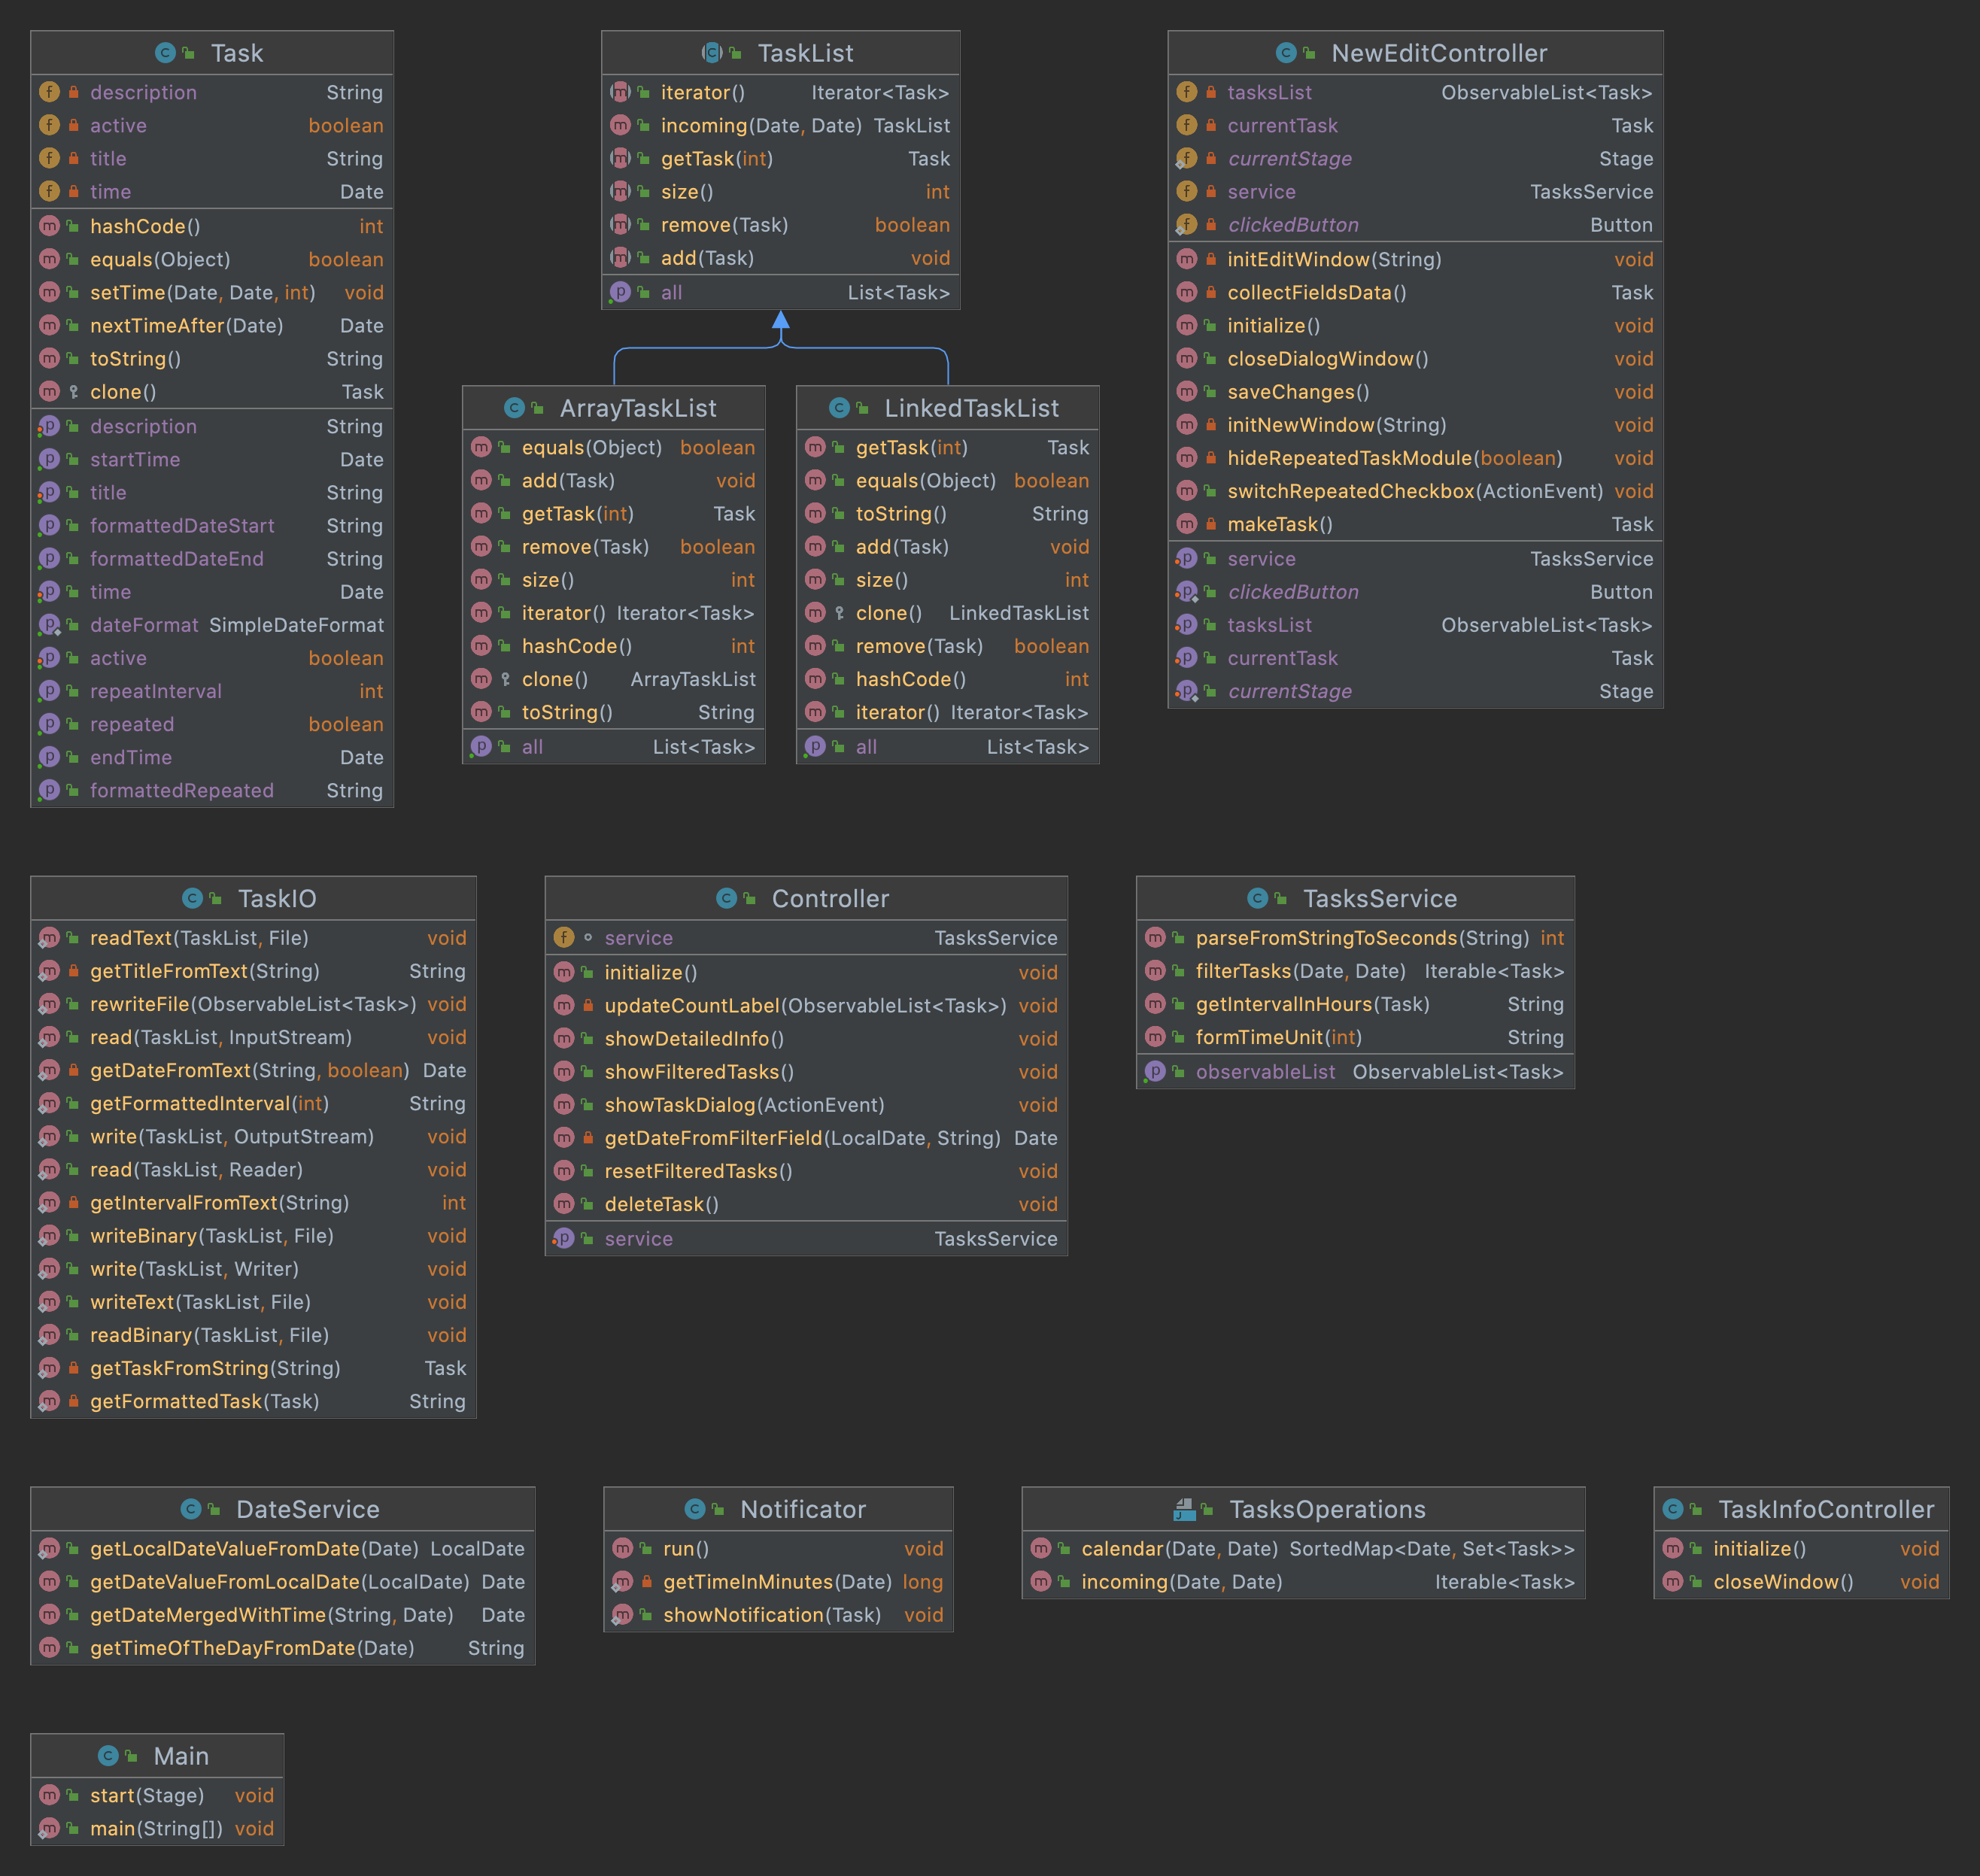 Task
description String
active boolean
title String
time Date
hashCode() int
equals(Object) boolean
setTime(Date, Date, int) void
nextTimeAfter(Date) Date
toString() String
clone() Task
description String
startTime Date
title String
formattedDateStart String
formattedDateEnd String
time Date
dateFormat SimpleDateFormat
active boolean
repeatInterval int
repeated boolean
endTime Date
formattedRepeated String
TaskList
iterator() Iterator<Task>
incoming(Date, Date) TaskList
getTask(int) Task
size() int
remove(Task) boolean
add(Task) void
all List<Task>
ArrayTaskList
equals(Object) boolean
add(Task) void
getTask(int) Task
remove(Task) boolean
size() int
iterator() Iterator<Task>
hashCode() int
clone() ArrayTaskList
toString() String
all List<Task>
LinkedTaskList
getTask(int) Task
equals(Object) boolean
toString() String
add(Task) void
size() int
clone() LinkedTaskList
remove(Task) boolean
hashCode() int
iterator() Iterator<Task>
all List<Task>
NewEditController
tasksList ObservableList<Task>
currentTask Task
currentStage Stage
service TasksService
clickedButton Button
initEditWindow(String) void
collectFieldsData() Task
initialize() void
closeDialogWindow() void
saveChanges() void
initNewWindow(String) void
hideRepeatedTaskModule(boolean) void
switchRepeatedCheckbox(ActionEvent) void
makeTask() Task
service TasksService
clickedButton Button
tasksList ObservableList<Task>
currentTask Task
currentStage Stage
TaskIO
readText(TaskList, File) void
getTitleFromText(String) String
rewriteFile(ObservableList<Task>) void
read(TaskList, InputStream) void
getDateFromText(String, boolean) Date
getFormattedInterval(int) String
write(TaskList, OutputStream) void
read(TaskList, Reader) void
getIntervalFromText(String) int
writeBinary(TaskList, File) void
write(TaskList, Writer) void
writeText(TaskList, File) void
readBinary(TaskList, File) void
getTaskFromString(String) Task
getFormattedTask(Task) String
Controller
service TasksService
initialize() void
updateCountLabel(ObservableList<Task>) void
showDetailedInfo() void
showFilteredTasks() void
showTaskDialog(ActionEvent) void
getDateFromFilterField(LocalDate, String) Date
resetFilteredTasks() void
deleteTask() void
service TasksService
TasksService
parseFromStringToSeconds(String) int
filterTasks(Date, Date) Iterable<Task>
getIntervalInHours(Task) String
formTimeUnit(int) String
observableList ObservableList<Task>
DateService
getLocalDateValueFromDate(Date) LocalDate
getDateValueFromLocalDate(LocalDate) Date
getDateMergedWithTime(String, Date) Date
getTimeOfTheDayFromDate(Date) String
Notificator
run() void
getTimeInMinutes(Date) long
showNotification(Task) void
TasksOperations
calendar(Date, Date) SortedMap<Date, Set<Task>>
incoming(Date, Date) Iterable<Task>
TaskInfoController
initialize() void
closeWindow() void
Main
start(Stage) void
main(String[]) void